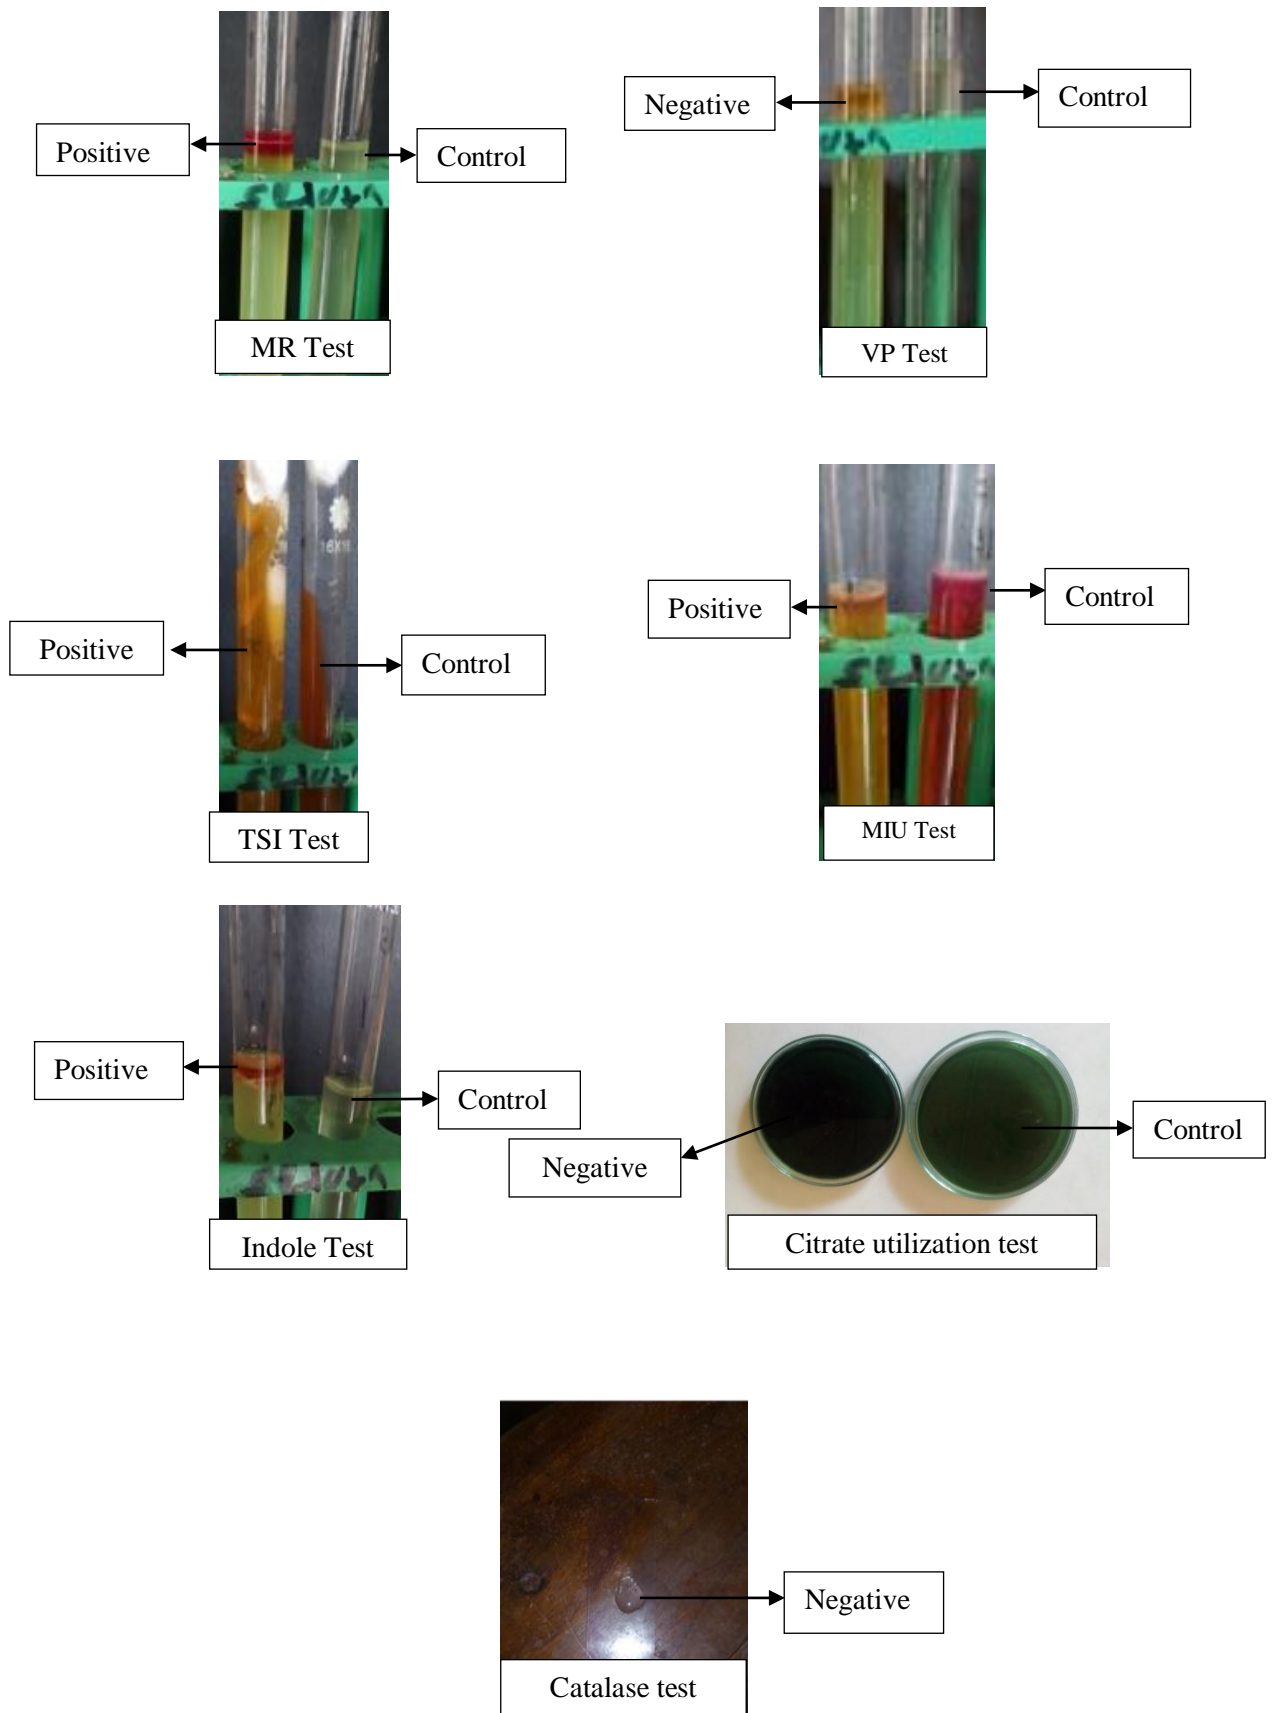 Positive
Control
MR Test
Negative
Control
VP Test
Positive
Control
TSI Test
Positive
Control
MIU Test
Positive
Control
Indole Test
Negative
Control
Citrate utilization test
Negative
Catalase test